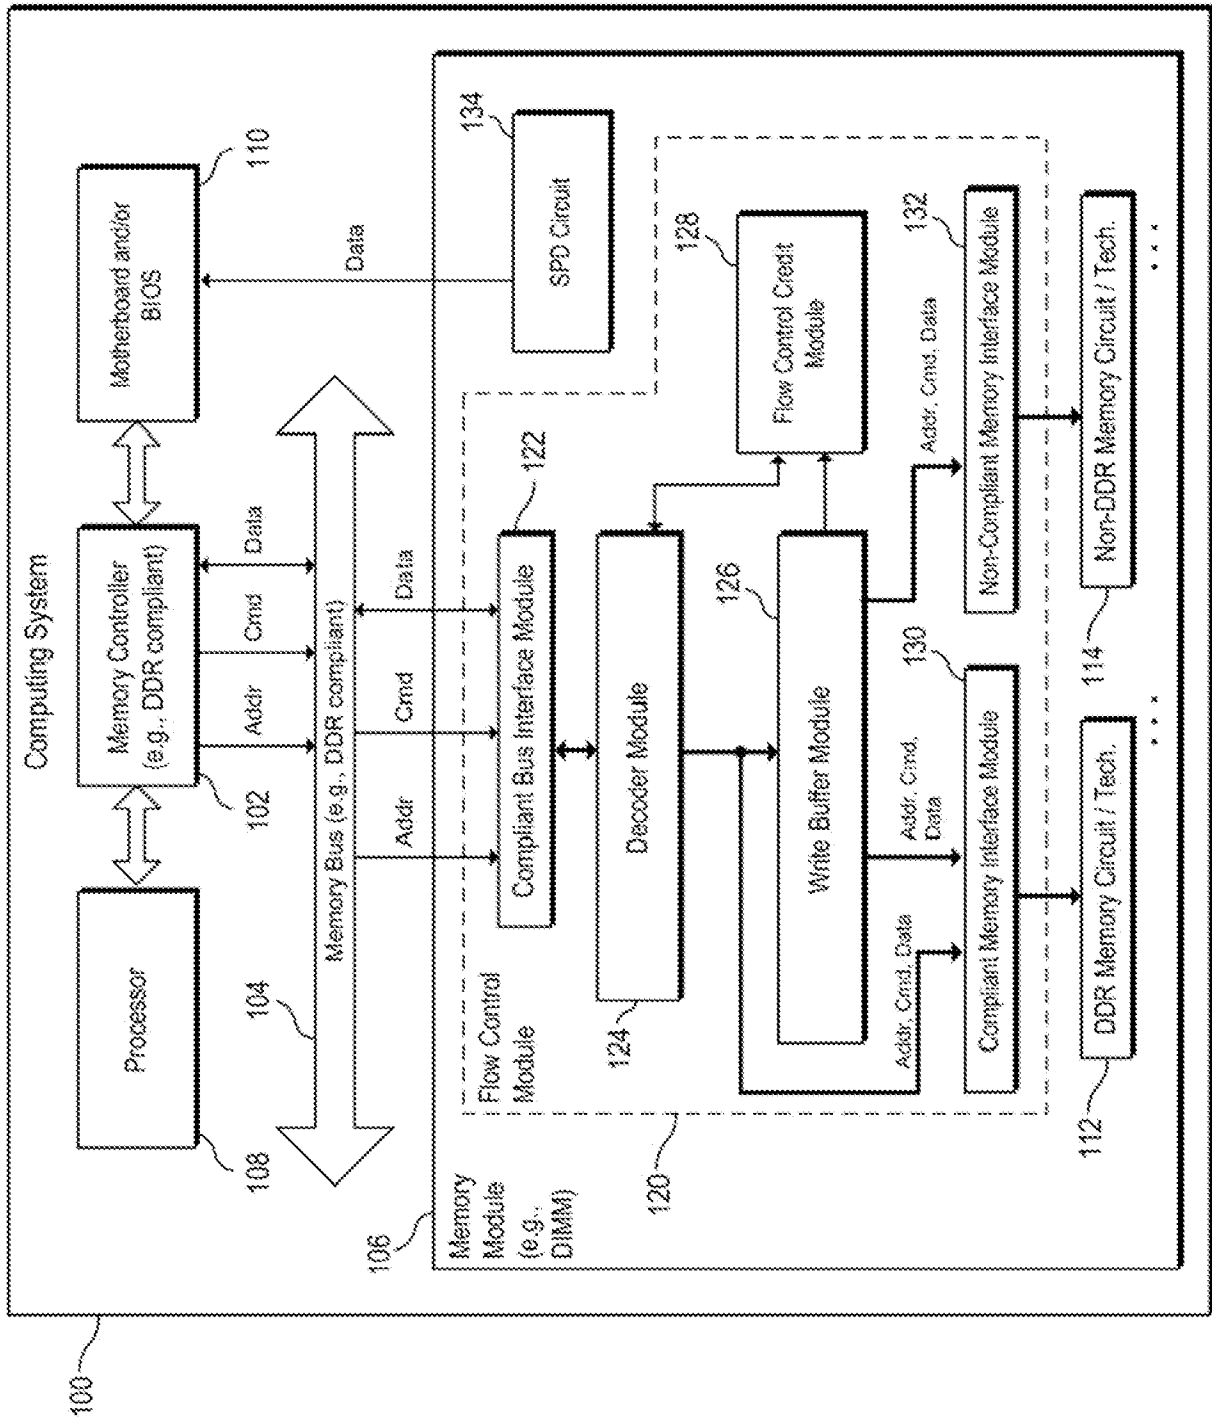 Computing System
100
Processor
108
Memory Controller
(e.g., DDR compliant)
102
Motherboard and/or
BIOS
110
Addr
Cmd
Data
104
Memory Bus (e.g., DDR compliant)
Addr
Cmd
Data
Data
106
Memory
Module
(e.g.,
DIMM)
SPD Circuit
134
Flow Control
Module
120
Compliant Bus Interface Module
122
Decoder Module
124
Write Buffer Module
126
Flow Control Credit
Module
128
Addr, Cmd, Data
Addr, Cmd,
Data
Addr, Cmd, Data
Compliant Memory Interface Module
130
Non-Compliant Memory Interface Module
132
DDR Memory Circuit / Tech.
112
Non-DDR Memory Circuit / Tech.
114